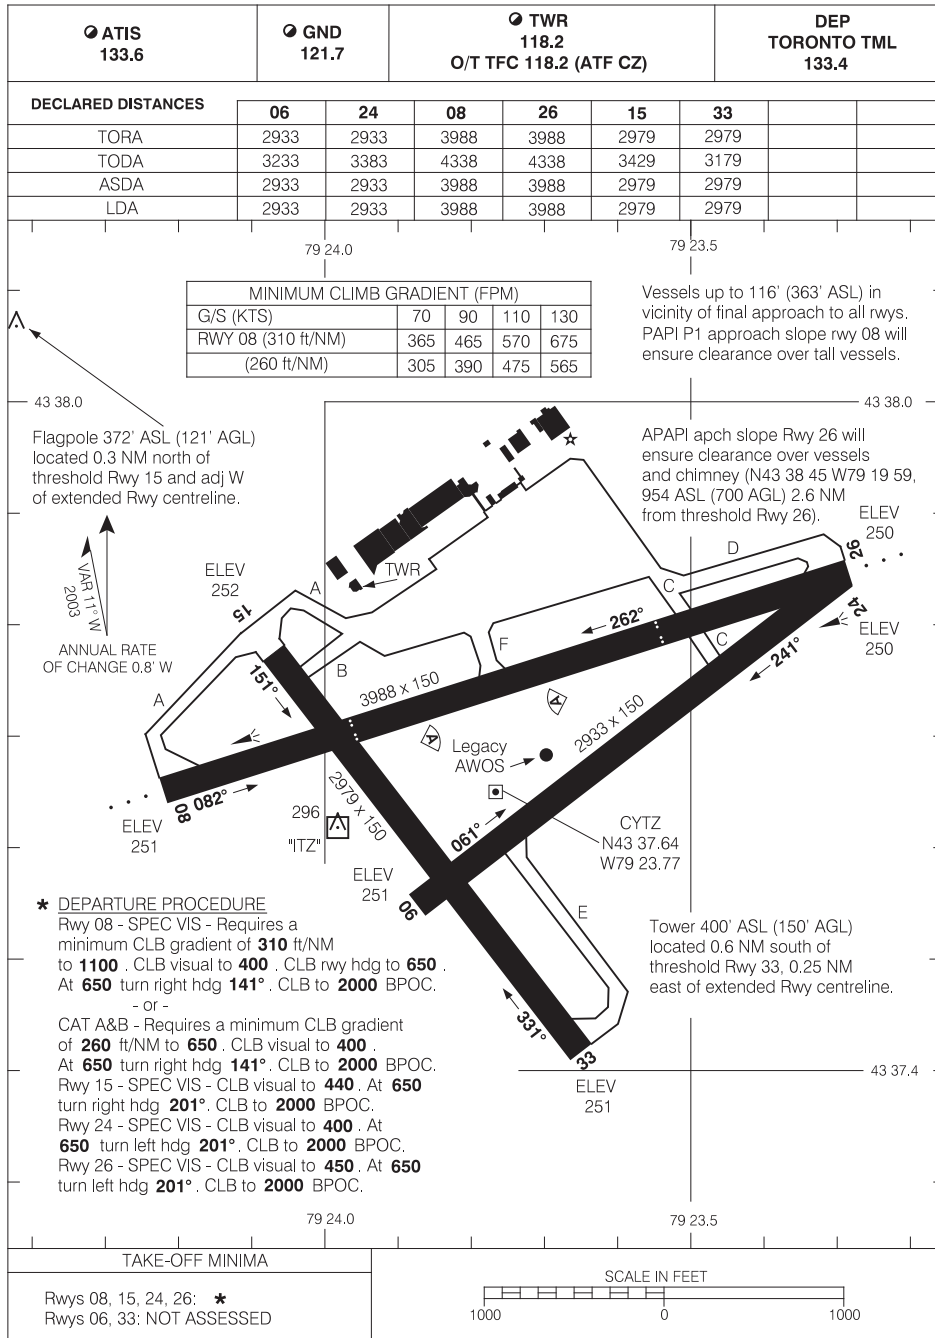 ATIS
133.6
GND
121.7
TWR
118.2
O/T TFC 118.2 (ATF CZ)
DEP
TORONTO TML
133.4
DECLARED DISTANCES
06 24 08 26 15 33
TORA 2933 2933 3988 3988 2979 2979
TODA 3233 3383 4338 4338 3429 3179
ASDA 2933 2933 3988 3988 2979 2979
LDA 2933 2933 3988 3988 2979 2979
79 24.0
79 23.5
MINIMUM CLIMB GRADIENT (FPM)
G/S (KTS) 70 90 110 130
RWY 08 (310 ft/NM) 365 465 570 675
(260 ft/NM) 305 390 475 565
Vessels up to 116' (363' ASL) in
vicinity of final approach to all rwys.
PAPI P1 approach slope rwy 08 will
ensure clearance over tall vessels.
43 38.0
43 38.0
Flagpole 372' ASL (121' AGL)
located 0.3 NM north of
threshold Rwy 15 and adj W
of extended Rwy centreline.
APAPI apch slope Rwy 26 will
ensure clearance over vessels
and chimney (N43 38 45 W79 19 59,
954 ASL (700 AGL) 2.6 NM
from threshold Rwy 26).
ELEV
250
VAR 11° W
2003
ANNUAL RATE
OF CHANGE 0.8' W
ELEV
252
15
A
TWR
D
26
C
24
ELEV
250
262°
F
B
C
241°
151°
A
3988 x 150
A
A
2933 x 150
Legacy
AWOS
082°
08
2979 x 150
ELEV
251
296
"ITZ"
061°
CYTZ
N43 37.64
W79 23.77
ELEV
251
06
E
Tower 400' ASL (150' AGL)
located 0.6 NM south of
threshold Rwy 33, 0.25 NM
east of extended Rwy centreline.
331°
33
ELEV
251
43 37.4
* DEPARTURE PROCEDURE
Rwy 08 - SPEC VIS - Requires a
minimum CLB gradient of 310 ft/NM
to 1100 . CLB visual to 400 . CLB rwy hdg to 650 .
At 650 turn right hdg 141° . CLB to 2000 BPOC.
- or -
CAT A&B - Requires a minimum CLB gradient
of 260 ft/NM to 650 . CLB visual to 400 .
At 650 turn right hdg 141° . CLB to 2000 BPOC.
Rwy 15 - SPEC VIS - CLB visual to 440 . At 650
turn right hdg 201° . CLB to 2000 BPOC.
Rwy 24 - SPEC VIS - CLB visual to 400 . At
650 turn left hdg 201° . CLB to 2000 BPOC.
Rwy 26 - SPEC VIS - CLB visual to 450 . At 650
turn left hdg 201° . CLB to 2000 BPOC.
79 24.0
79 23.5
TAKE-OFF MINIMA
Rwys 08, 15, 24, 26: *
Rwys 06, 33: NOT ASSESSED
SCALE IN FEET
1000 0 1000